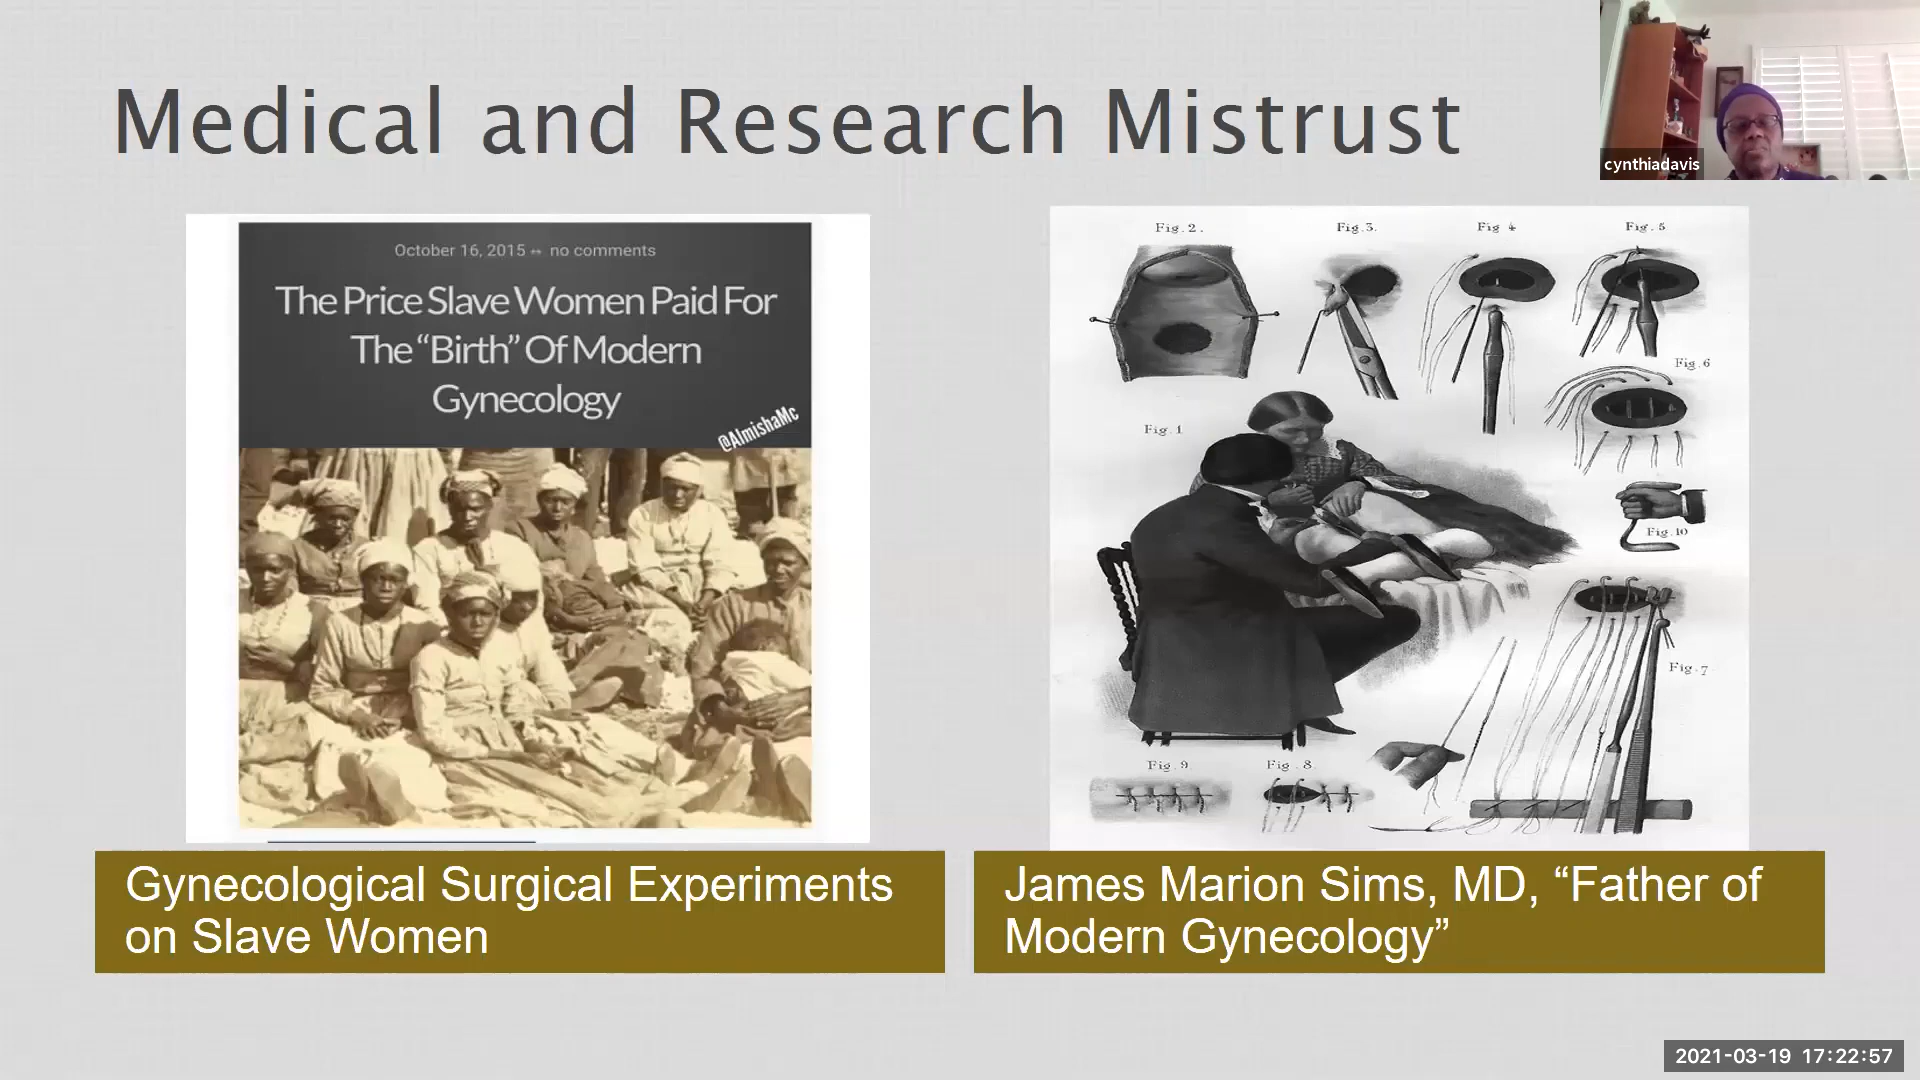 Medical and Research Mistrust
cynthiadavis
October 16, 2015 -- no comments
The Price Slave Women Paid For
The “Birth” Of Modern
Gynecology
@AlmishaMc
Fig. 2.
Fig. 3.
Fig 4
Fig. 5
Fig. 6
Fig. 1
Fig. 10
Fig. 7
Fig. 9.
Fig. 8.
Gynecological Surgical Experiments
on Slave Women
James Marion Sims, MD, “Father of
Modern Gynecology”
2021-03-19 17:22:57